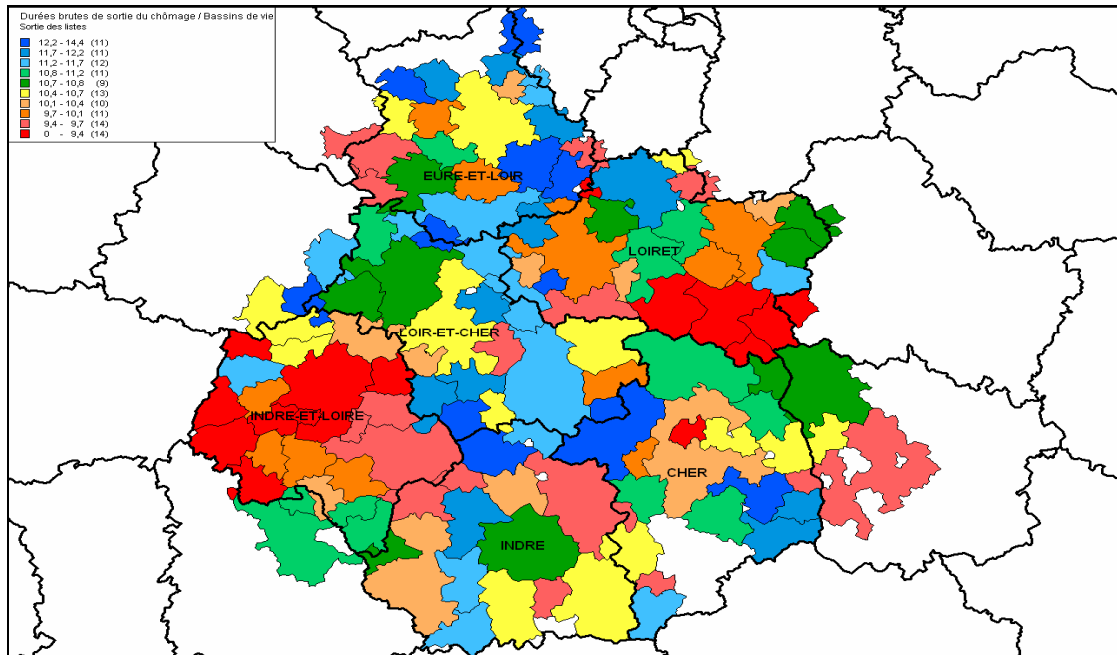 Durées brutes de sortie du chômage / Bassins de vie
Sortie des listes
12,2 - 14,4 (11)
11,7 - 12,2 (11)
11,2 - 11,7 (12)
10,8 - 11,2 (11)
10,7 - 10,8 (9)
10,4 - 10,7 (13)
10,1 - 10,4 (10)
9,7 - 10,1 (11)
9,4 - 9,7 (14)
0 - 9,4 (14)
EURE-ET-LOIR
LOIRET
LOIR-ET-CHER
INDRE-ET-LOIRE
CHER
INDRE